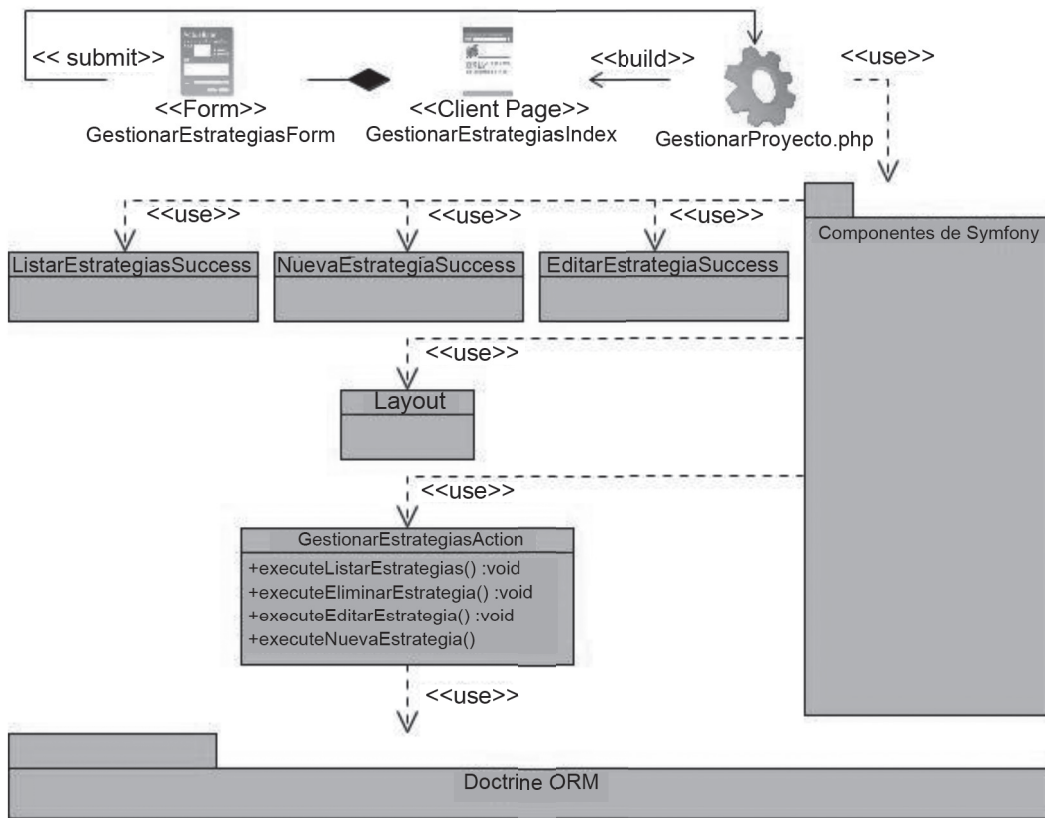 << submit>>
<<build>>
<<use>>
<<Form>>
GestionarEstrategiasForm
<<Client Page>>
GestionarEstrategiasIndex
GestionarProyecto.php
<<use>>
<<use>>
<<use>>
Componentes de Symfony
ListarEstrategiasSuccess
NuevaEstrategiaSuccess
EditarEstrategiaSuccess
<<use>>
Layout
<<use>>
GestionarEstrategiasAction
+executeListarEstrategias() :void
+executeEliminarEstrategia() :void
+executeEditarEstrategia() :void
+executeNuevaEstrategia()
<<use>>
Doctrine ORM